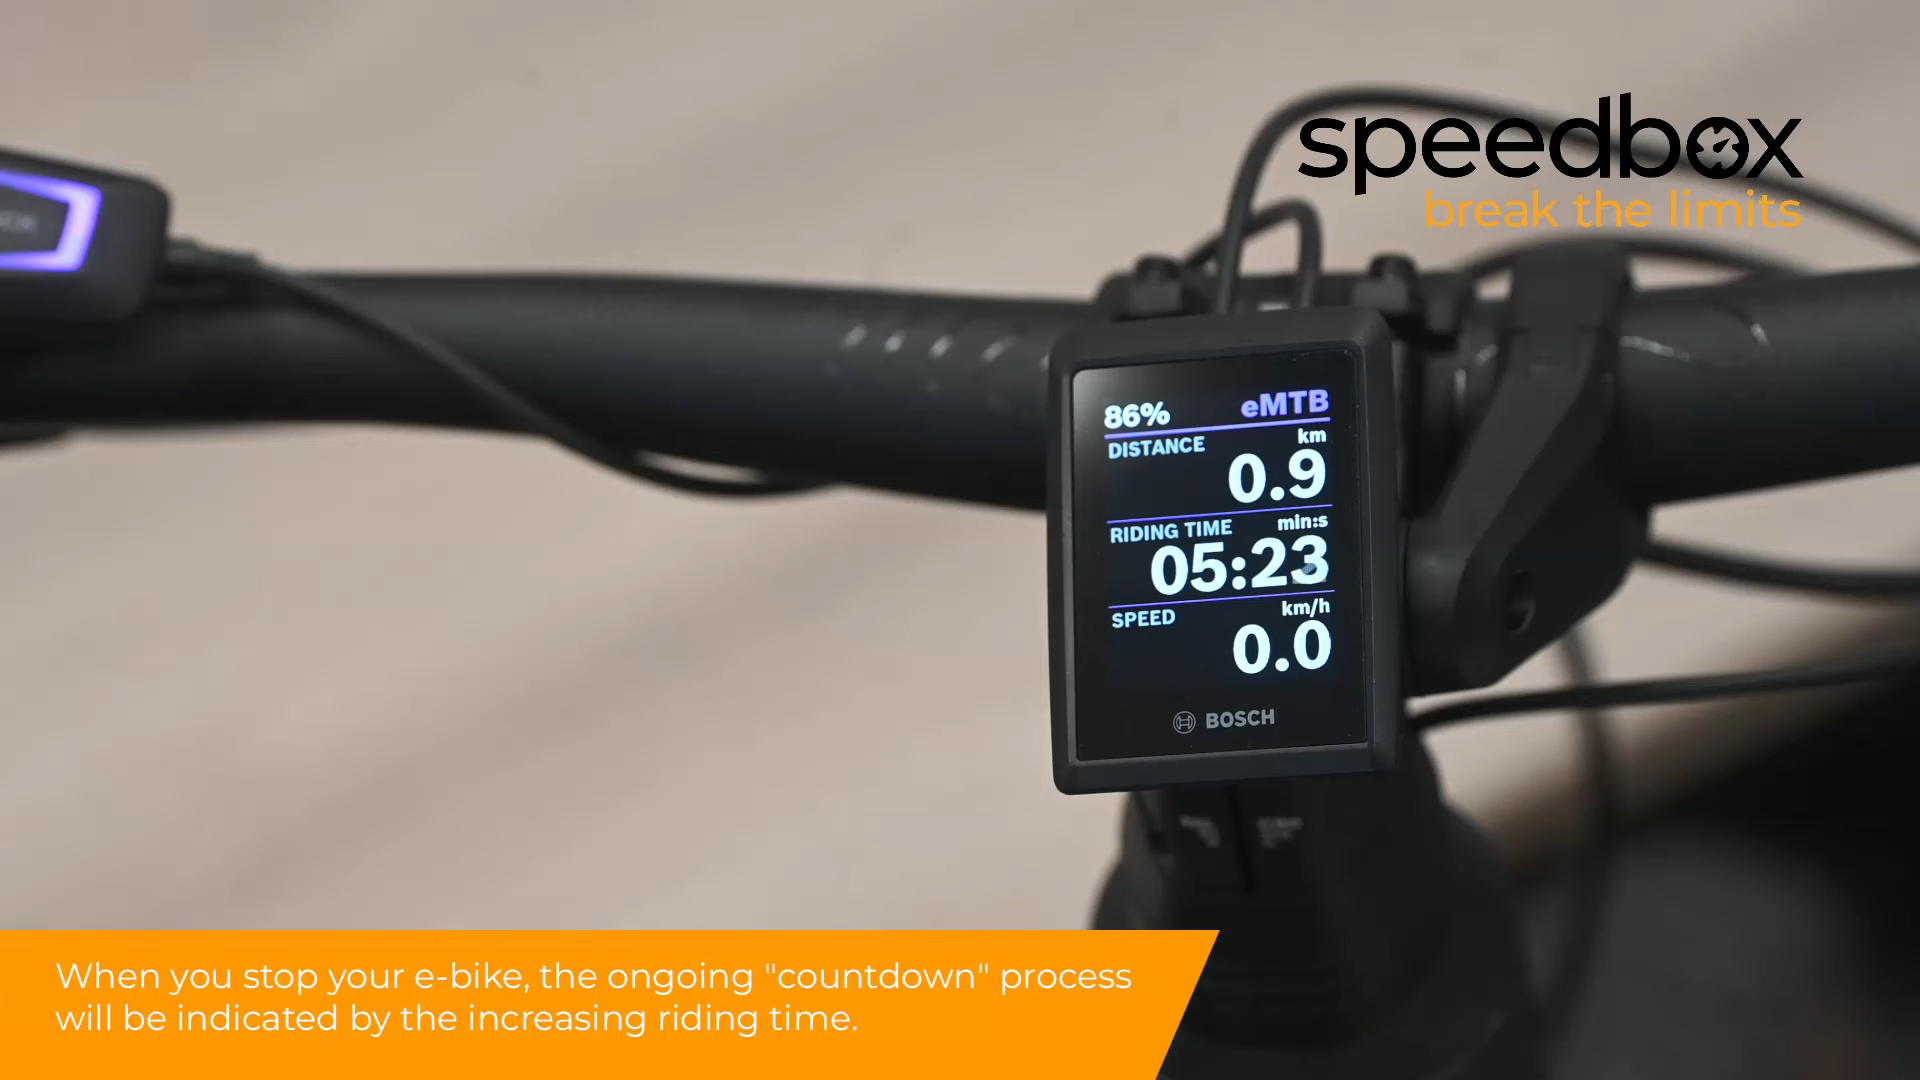 speedbox
break the limits
86% eMTB
DISTANCE km
0.9
RIDING TIME min:s
05:23
SPEED km/h
0.0
BOSCH
When you stop your e-bike, the ongoing "countdown" process
will be indicated by the increasing riding time.